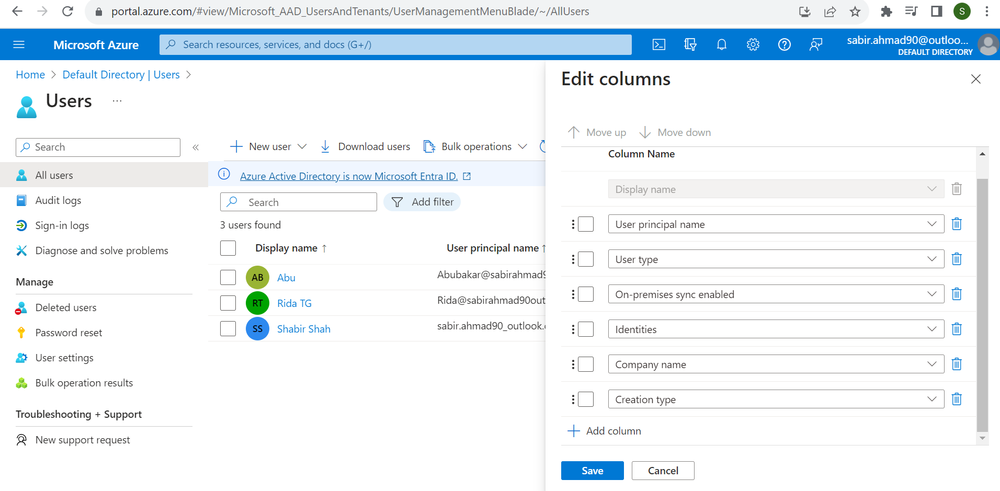 portal.azure.com/#view/Microsoft_AAD_UsersAndTenants/UserManagementMenuBlade/~/AllUsers
S
Microsoft Azure
Search resources, services, and docs (G+/)
sabir.ahmad90@outloo...
DEFAULT DIRECTORY
Home > Default Directory | Users >
Users ...
Search «
All users
Audit logs
Sign-in logs
Diagnose and solve problems
Manage
Deleted users
Password reset
User settings
Bulk operation results
Troubleshooting + Support
New support request
New user Download users Bulk operations
Azure Active Directory is now Microsoft Entra ID.
Search Add filter
3 users found
Display name ↑ User principal name ↑
AB Abu Abubakar@sabirahmad9
RT Rida TG Rida@sabirahmad90out
SS Shabir Shah sabir.ahmad90_outlook.
Edit columns
↑ Move up ↓ Move down
Column Name
Display name
User principal name
User type
On-premises sync enabled
Identities
Company name
Creation type
Add column
Save Cancel